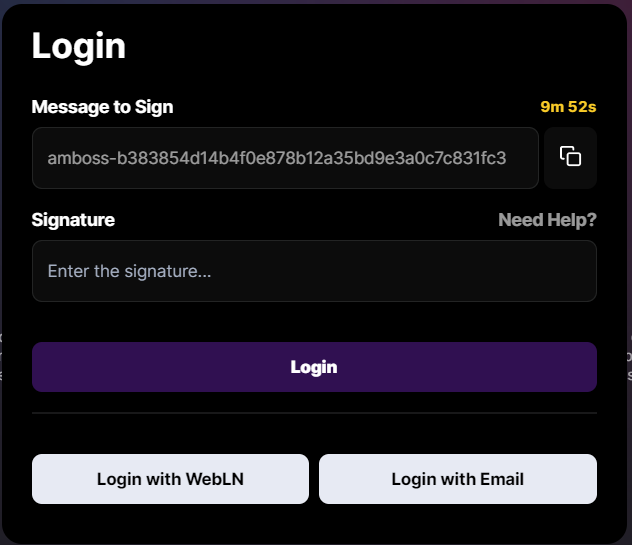 Login
Message to Sign 9m 52s
amboss-b383854d14b4f0e878b12a35bd9e3a0c7c831fc3
Signature Need Help?
Enter the signature...
Login
Login with WebLN Login with Email